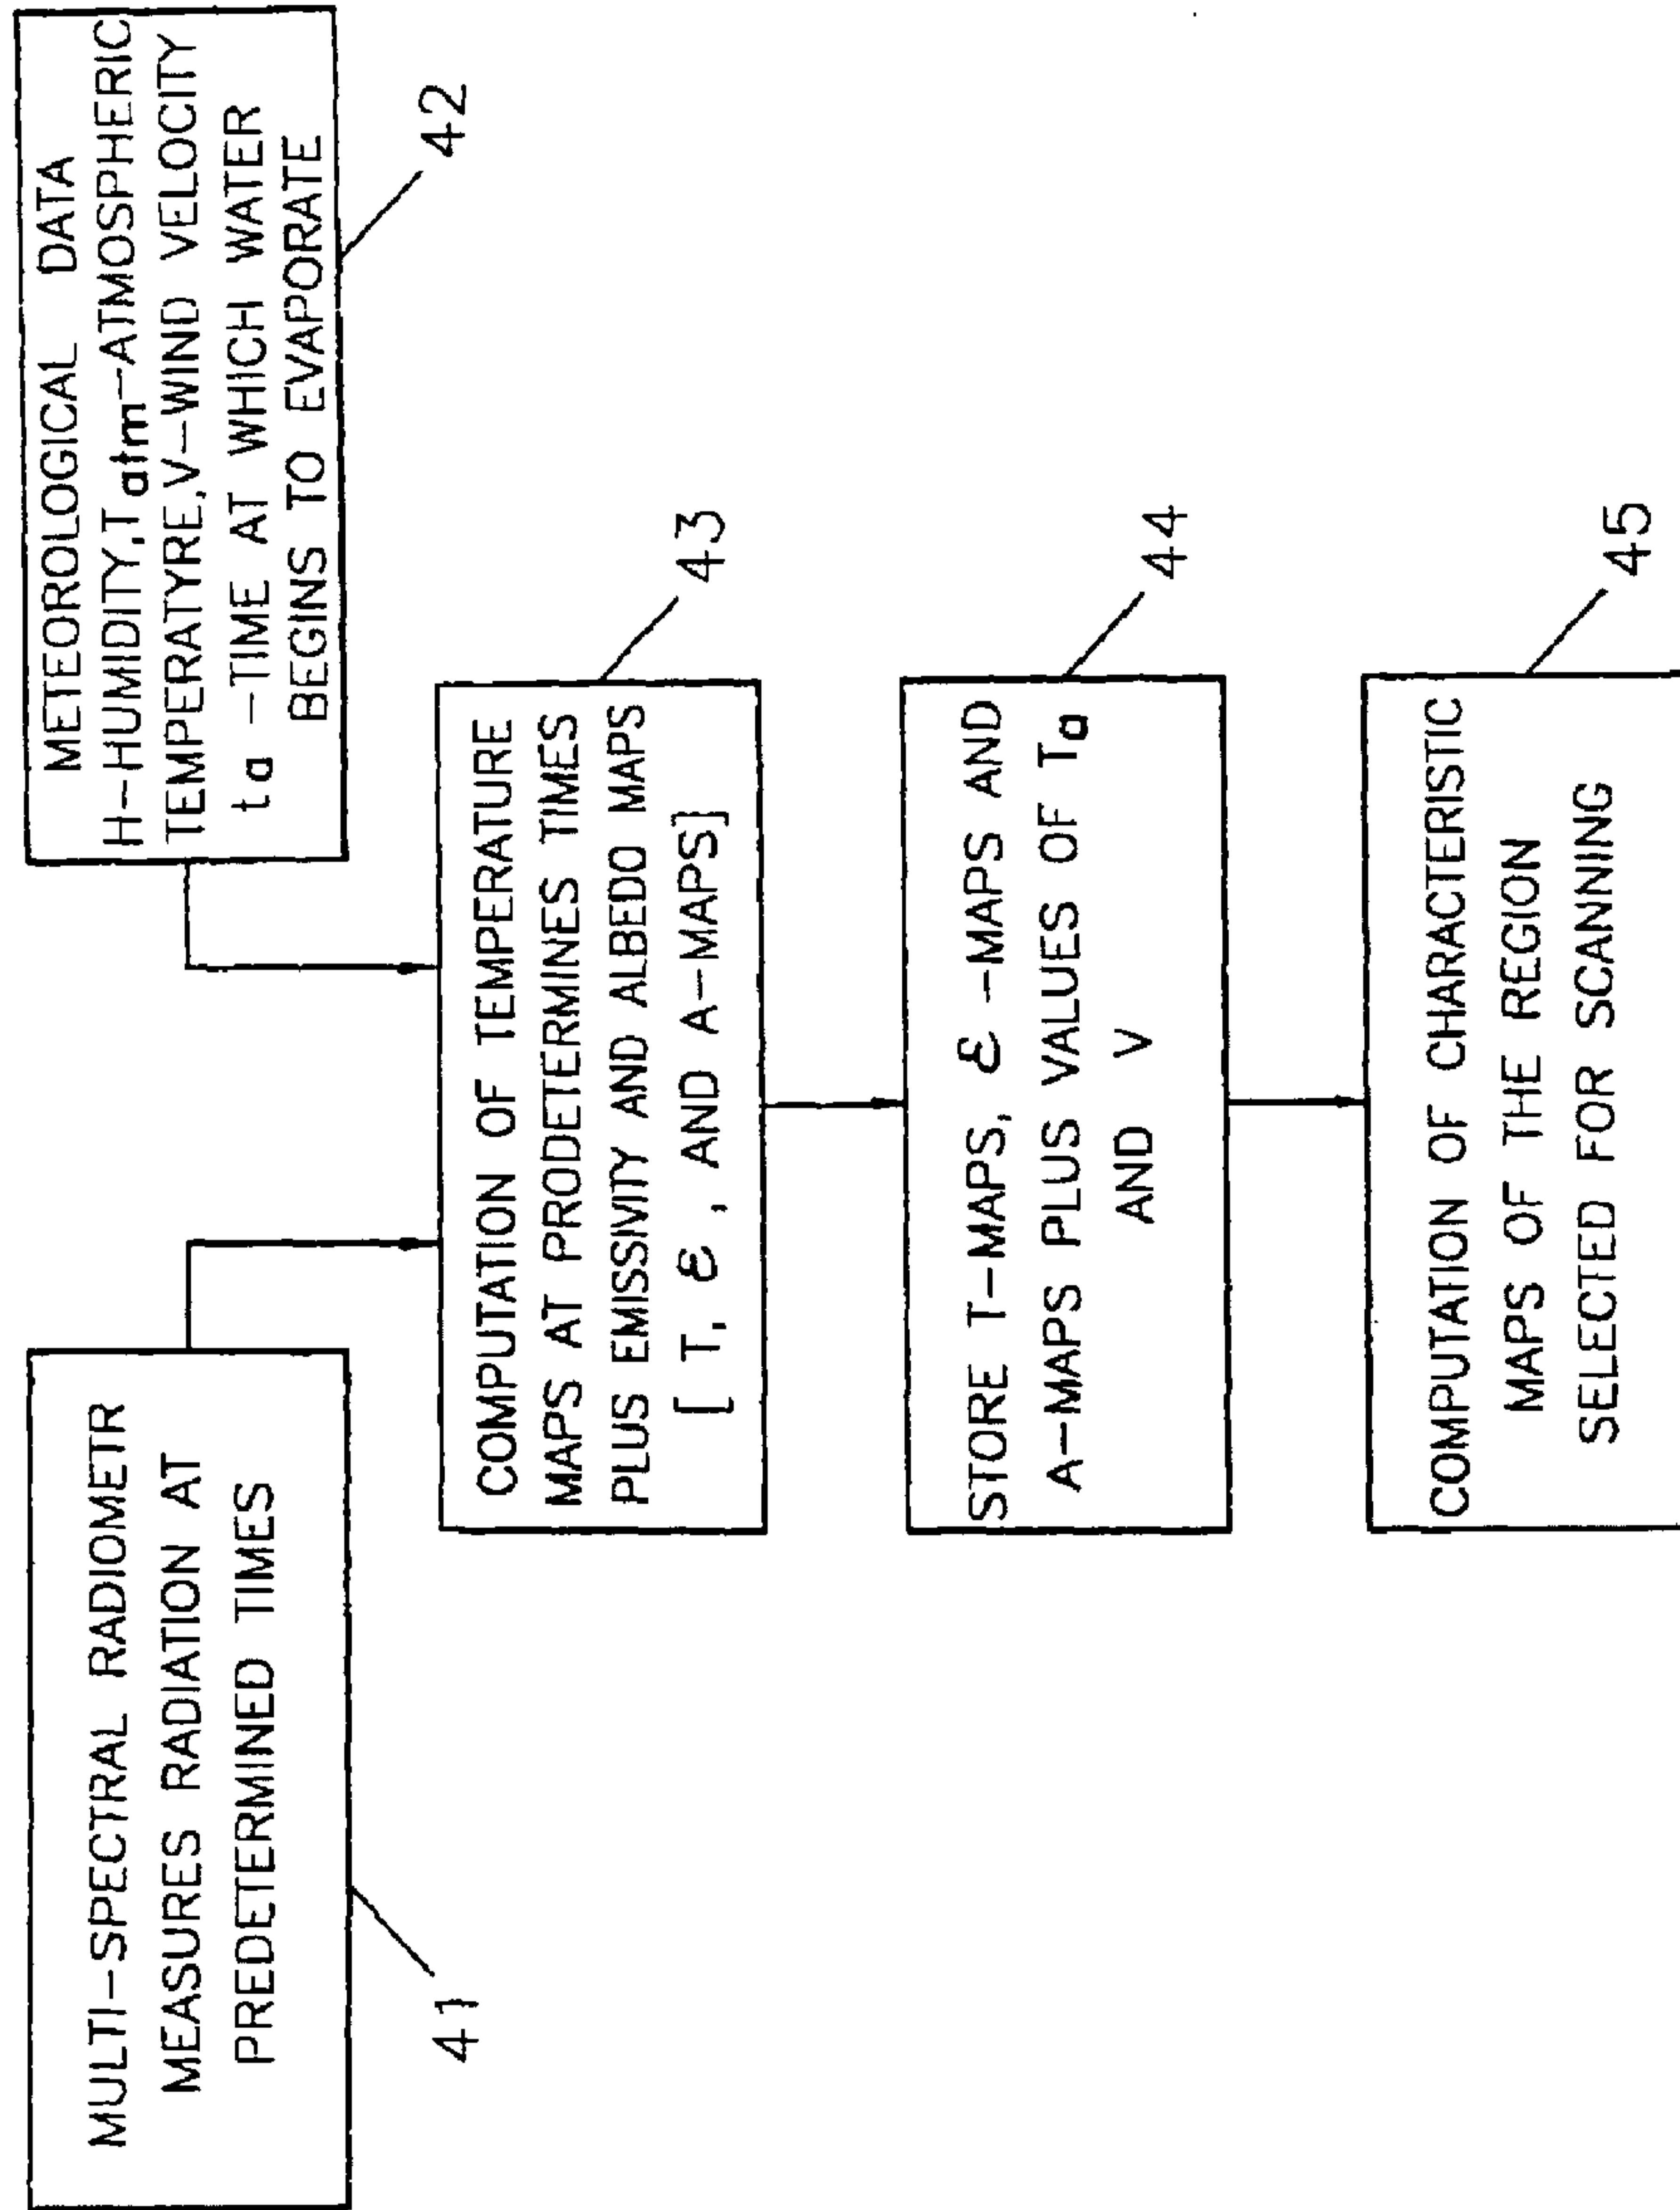 MULTI-SPECTRAL RADIOMETR
MEASURES RADIATION AT
PREDETERMINED TIMES
41
METEOROLOGICAL DATA
H-HUMIDITY,T atm-ATMOSPHERIC
TEMPERATYRE,V-WIND VELOCITY
ta -TIME AT WHICH WATER
BEGINS TO EVAPORATE
42
COMPUTATION OF TEMPERATURE
MAPS AT PRODETERMINES TIMES
PLUS EMISSIVITY AND ALBEDO MAPS
[ T, ε, AND A-MAPS]
43
STORE T-MAPS, ε -MAPS AND
A-MAPS PLUS VALUES OF Ta
AND V
44
COMPUTATION OF CHARACTERISTIC
MAPS OF THE REGION
SELECTED FOR SCANNING
45